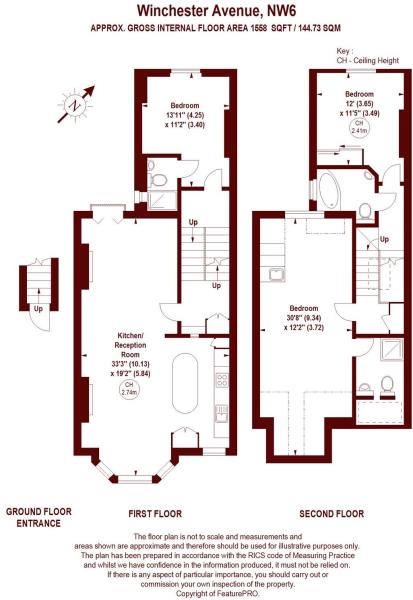 Winchester Avenue, NW6
APPROX. GROSS INTERNAL FLOOR AREA 1558 SQFT / 144.73 SQM
Key :
CH - Ceiling Height
N
Bedroom
13'11" (4.25)
x 11'2" (3.40)
Bedroom
12' (3.65)
x 11'5" (3.49)
CH
2.41m
Up
Up
Up
Up
Kitchen/
Reception
Room
33'3" (10.13)
x 19'2" (5.84)
CH
2.74m
Bedroom
30'8" (9.34)
x 12'2" (3.72)
GROUND FLOOR
ENTRANCE
FIRST FLOOR
SECOND FLOOR
The floor plan is not to scale and measurements and
areas shown are approximate and therefore should be used for illustrative purposes only.
The plan has been prepared in accordance with the RICS code of Measuring Practice
and whilst we have confidence in the information produced, it must not be relied on.
If there is any aspect of particular importance, you should carry out or
commission your own inspection of the property.
Copyright of FeaturePRO.